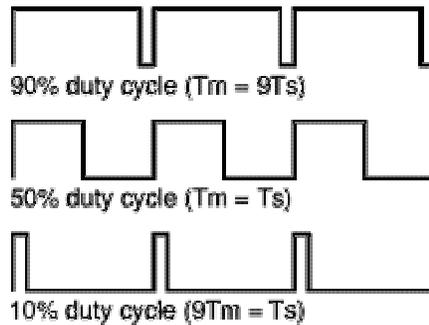 90% duty cycle (Tm = 9Ts)
50% duty cycle (Tm = Ts)
10% duty cycle (9Tm = Ts)